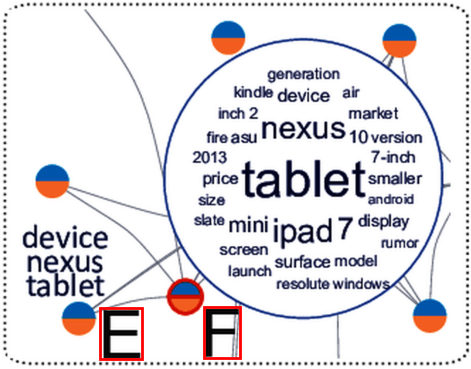 generation
kindle device air
inch 2 market
fire asu nexus 10 version
2013 7-inch
price tablet smaller
size android
slate mini ipad 7 display
screen rumor
launch surface model
resolute windows
device
nexus
tablet
E F